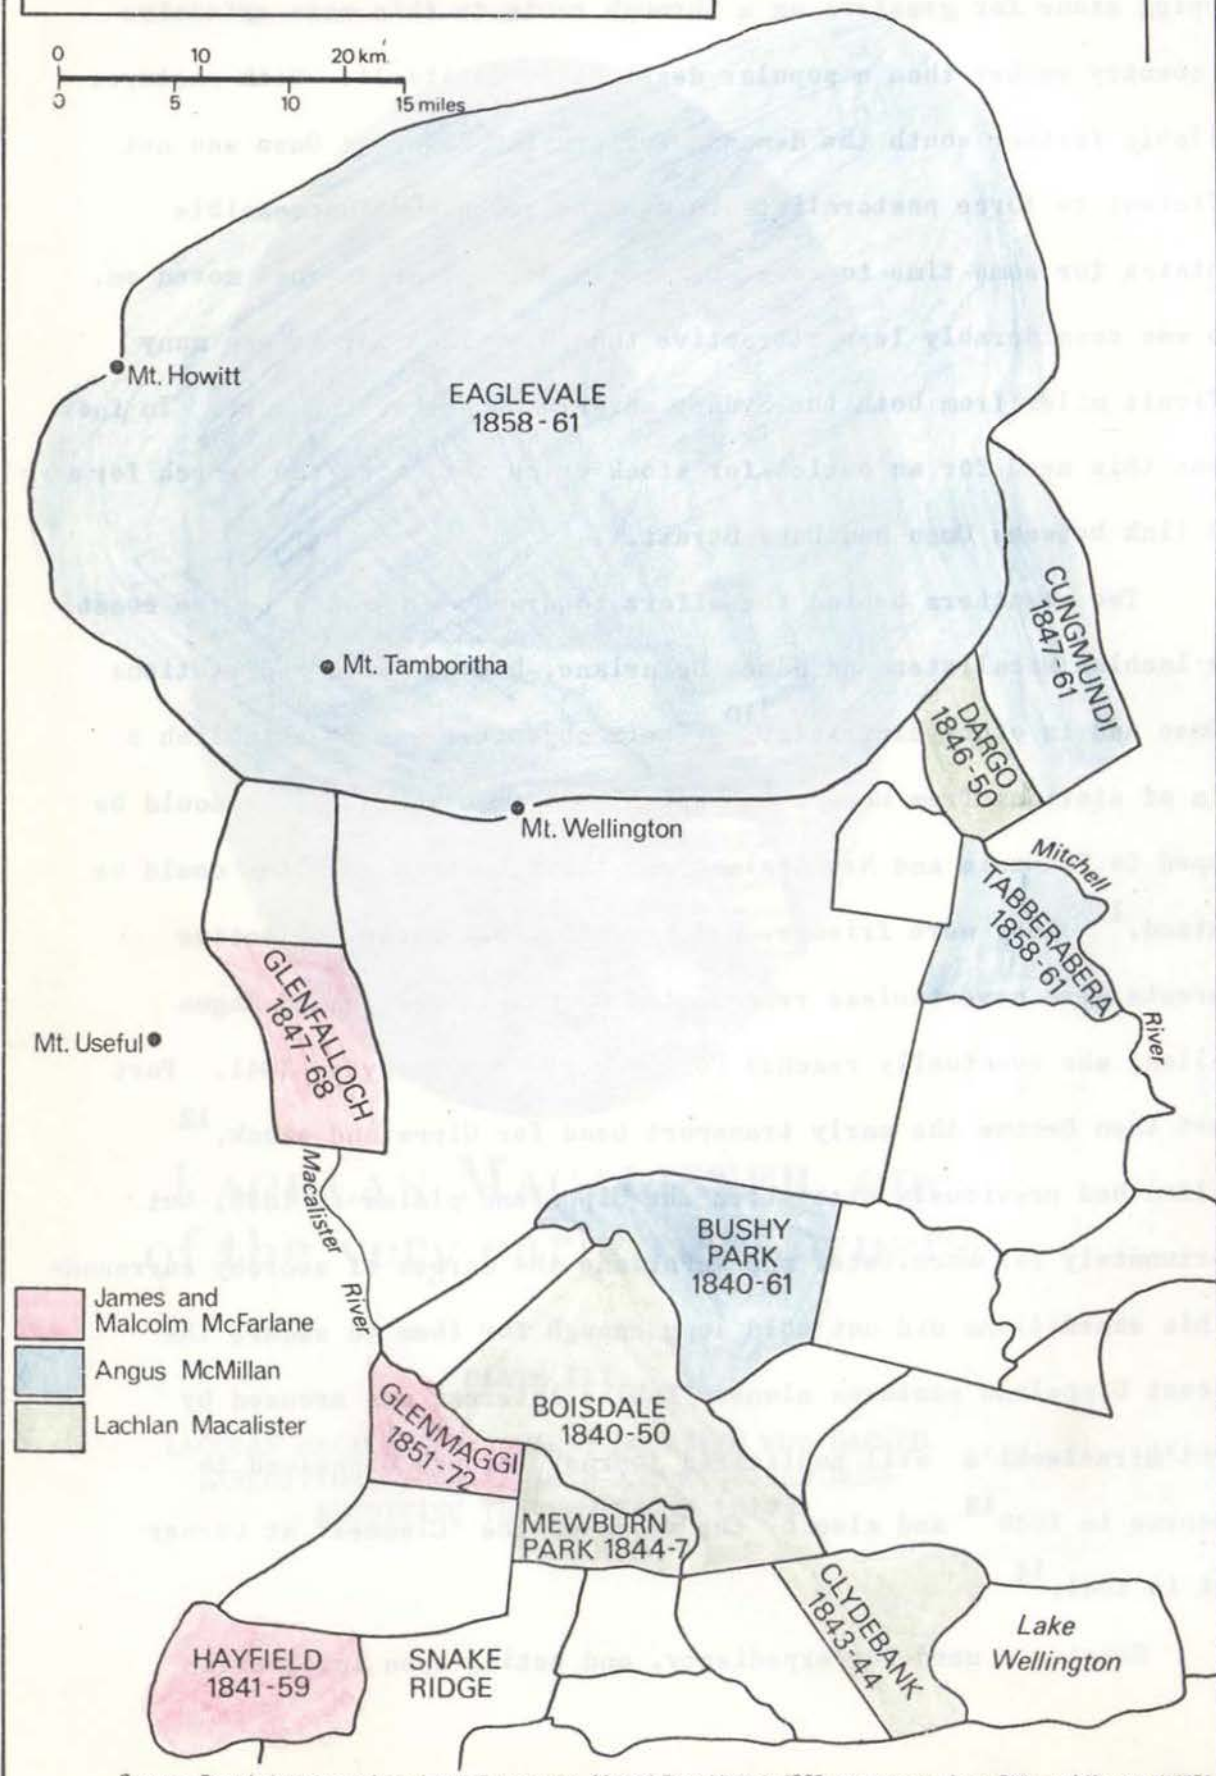 0 10 20 km.
0 5 10 15 miles
Mt. Howitt
EAGLEVALE
1858-61
CUNGMUNDI
1847-61
Mt. Tamboritha
DARGO
1846-50
Mt. Wellington
Mitchell
River
TABBERABERA
1858-61
GLENFALLOCH
1847-68
Mt. Useful
Macalister
River
BUSHY
PARK
1840-61
James and
Malcolm McFarlane
Angus McMillan
Lachlan Macalister
GLENMAGGI
1851-72
BOISDALE
1840-50
MEWBURN
PARK 1844-7
CLYDEBANK
1843-44
Lake
Wellington
HAYFIELD
1841-59
SNAKE
RIDGE